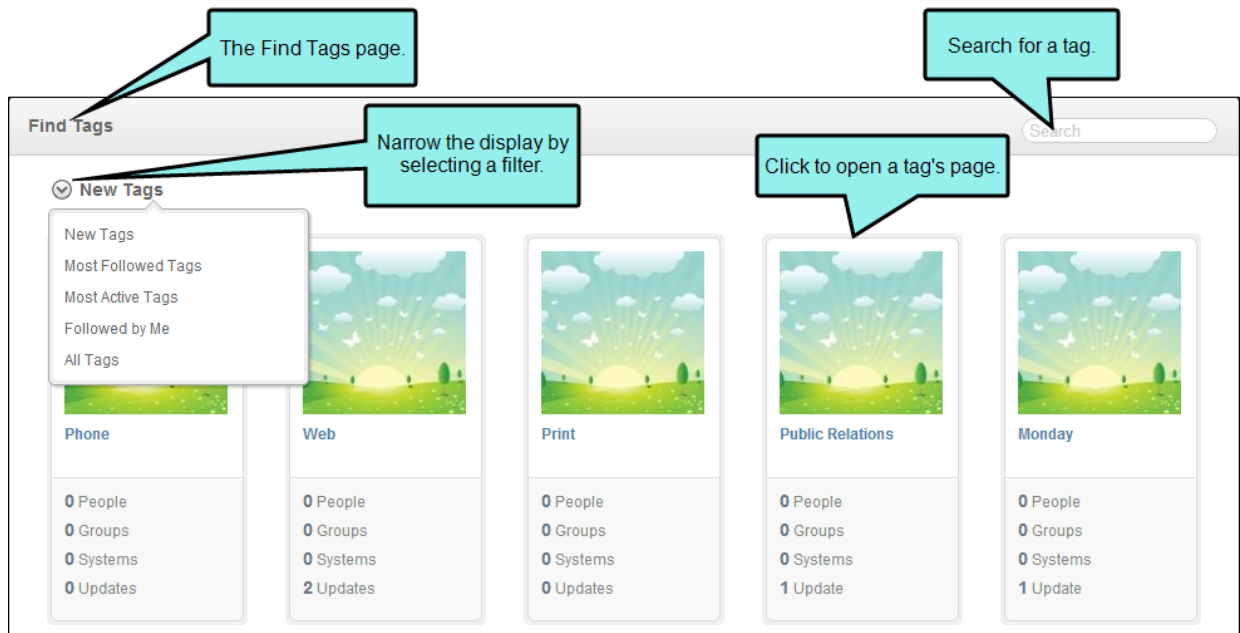 The Find Tags page.
Search for a tag.
Find Tags
Search
Narrow the display by
selecting a filter.
Click to open a tag's page.
New Tags
New Tags
Most Followed Tags
Most Active Tags
Followed by Me
All Tags
Phone
0 People
0 Groups
0 Systems
0 Updates
Web
0 People
0 Groups
0 Systems
2 Updates
Print
0 People
0 Groups
0 Systems
0 Updates
Public Relations
0 People
0 Groups
0 Systems
1 Update
Monday
0 People
0 Groups
0 Systems
1 Update